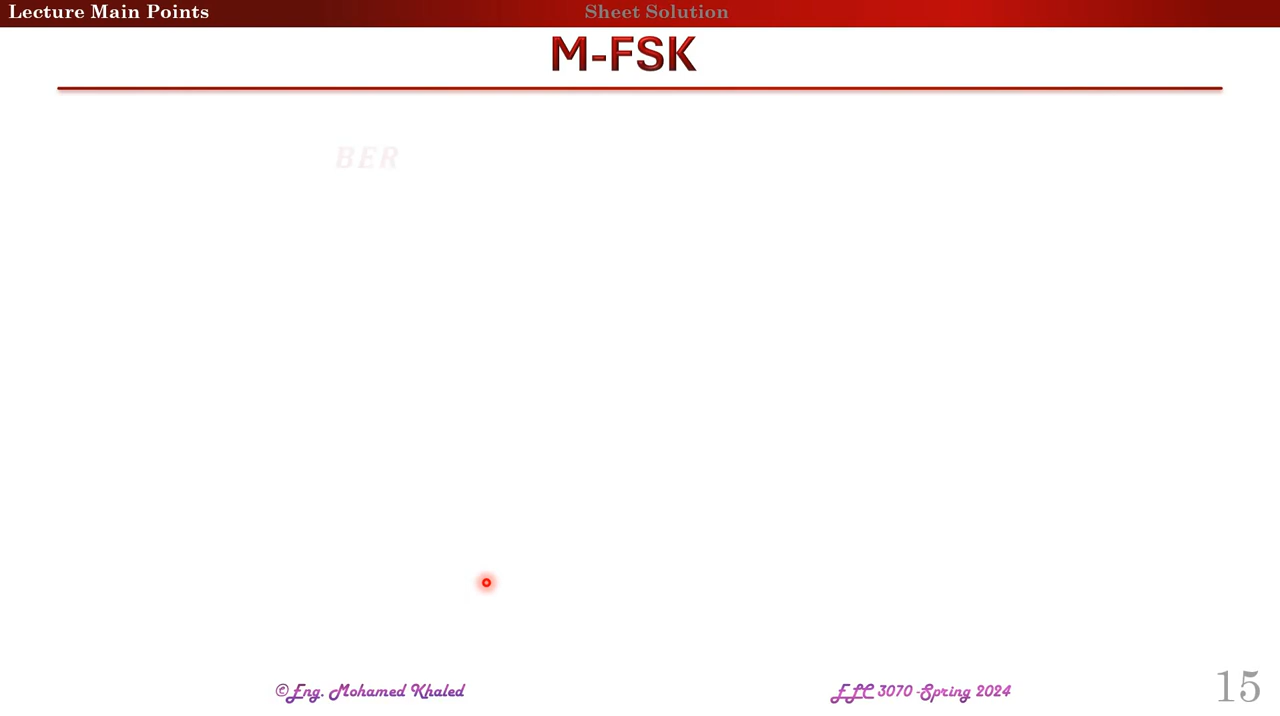 Lecture Main Points
Sheet Solution
M-FSK
BER
©Eng. Mohamed Khaled
ELC 3070 -Spring 2024
15